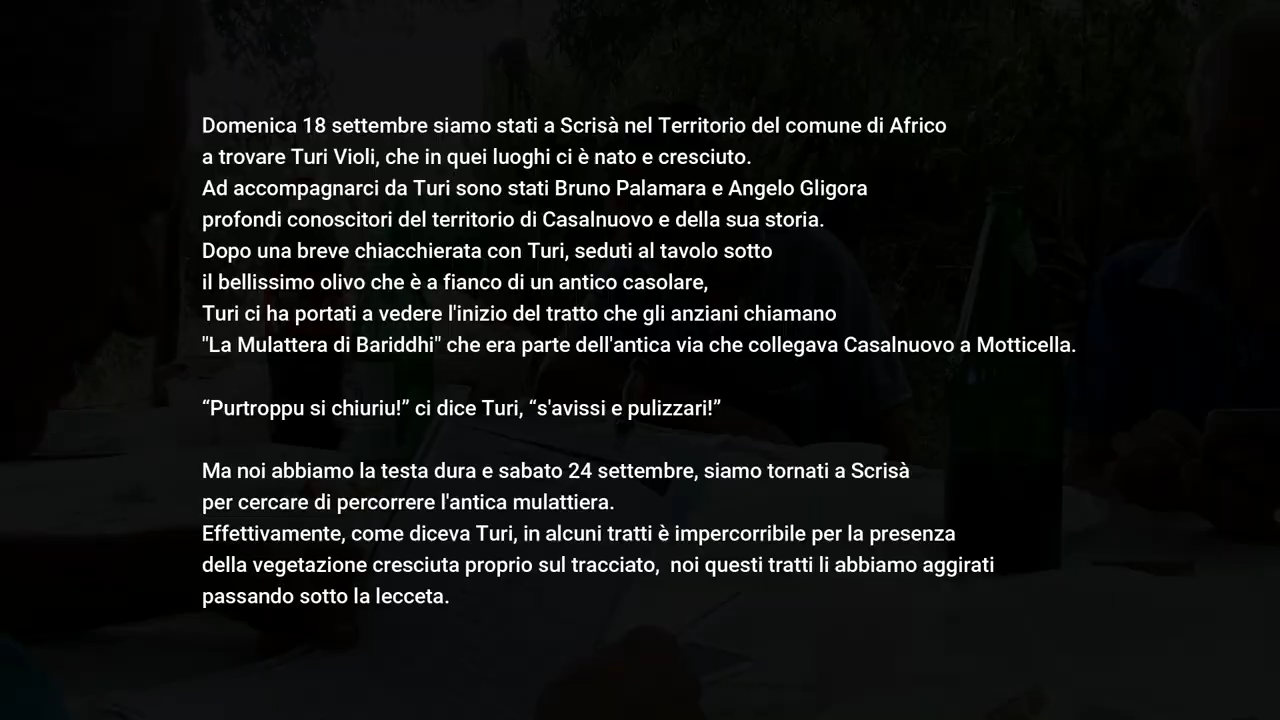 Domenica 18 settembre siamo stati a Scrisà nel Territorio del comune di Africo
a trovare Turi Violi, che in quei luoghi ci è nato e cresciuto.
Ad accompagnarci da Turi sono stati Bruno Palamara e Angelo Gligora
profondi conoscitori del territorio di Casalnuovo e della sua storia.
Dopo una breve chiacchierata con Turi, seduti al tavolo sotto
il bellissimo olivo che è a fianco di un antico casolare,
Turi ci ha portati a vedere l'inizio del tratto che gli anziani chiamano
"La Mulattera di Bariddhi" che era parte dell'antica via che collegava Casalnuovo a Motticella.
“Purtroppu si chiuriu!” ci dice Turi, “s'avissi e pulizzari!”
Ma noi abbiamo la testa dura e sabato 24 settembre, siamo tornati a Scrisà
per cercare di percorrere l'antica mulattiera.
Effettivamente, come diceva Turi, in alcuni tratti è impercorribile per la presenza
della vegetazione cresciuta proprio sul tracciato,  noi questi tratti li abbiamo aggirati
passando sotto la lecceta.